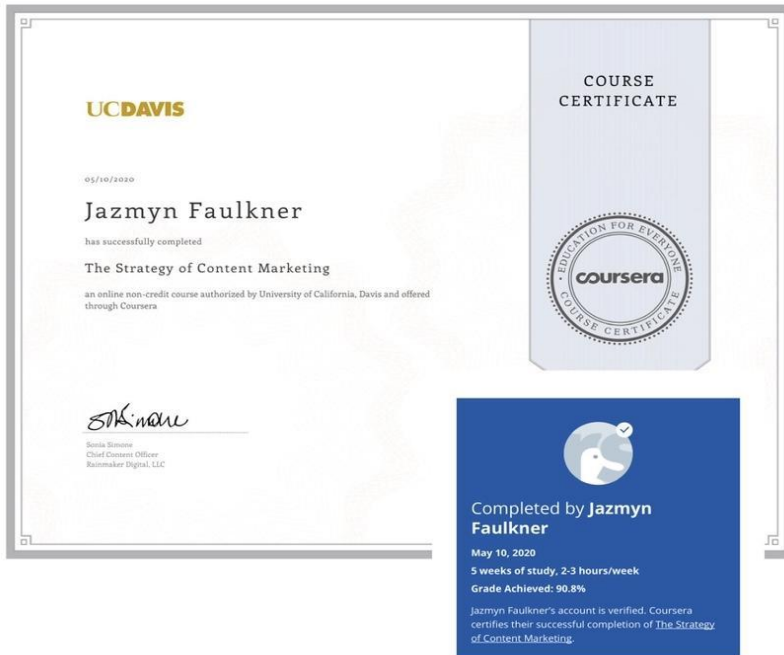 UCDAVIS
05/10/2020
Jazmyn Faulkner
has successfully completed
The Strategy of Content Marketing
an online non-credit course authorized by University of California, Davis and offered
through Coursera
Sonia Simone
Chief Content Officer
Rainmaker Digital, LLC
COURSE
CERTIFICATE
EDUCATION FOR EVERYONE
coursera
COURSE CERTIFICATE
Completed by Jazmyn
Faulkner
May 10, 2020
5 weeks of study, 2-3 hours/week
Grade Achieved: 90.8%
Jazmyn Faulkner's account is verified. Coursera
certifies their successful completion of The Strategy
of Content Marketing.